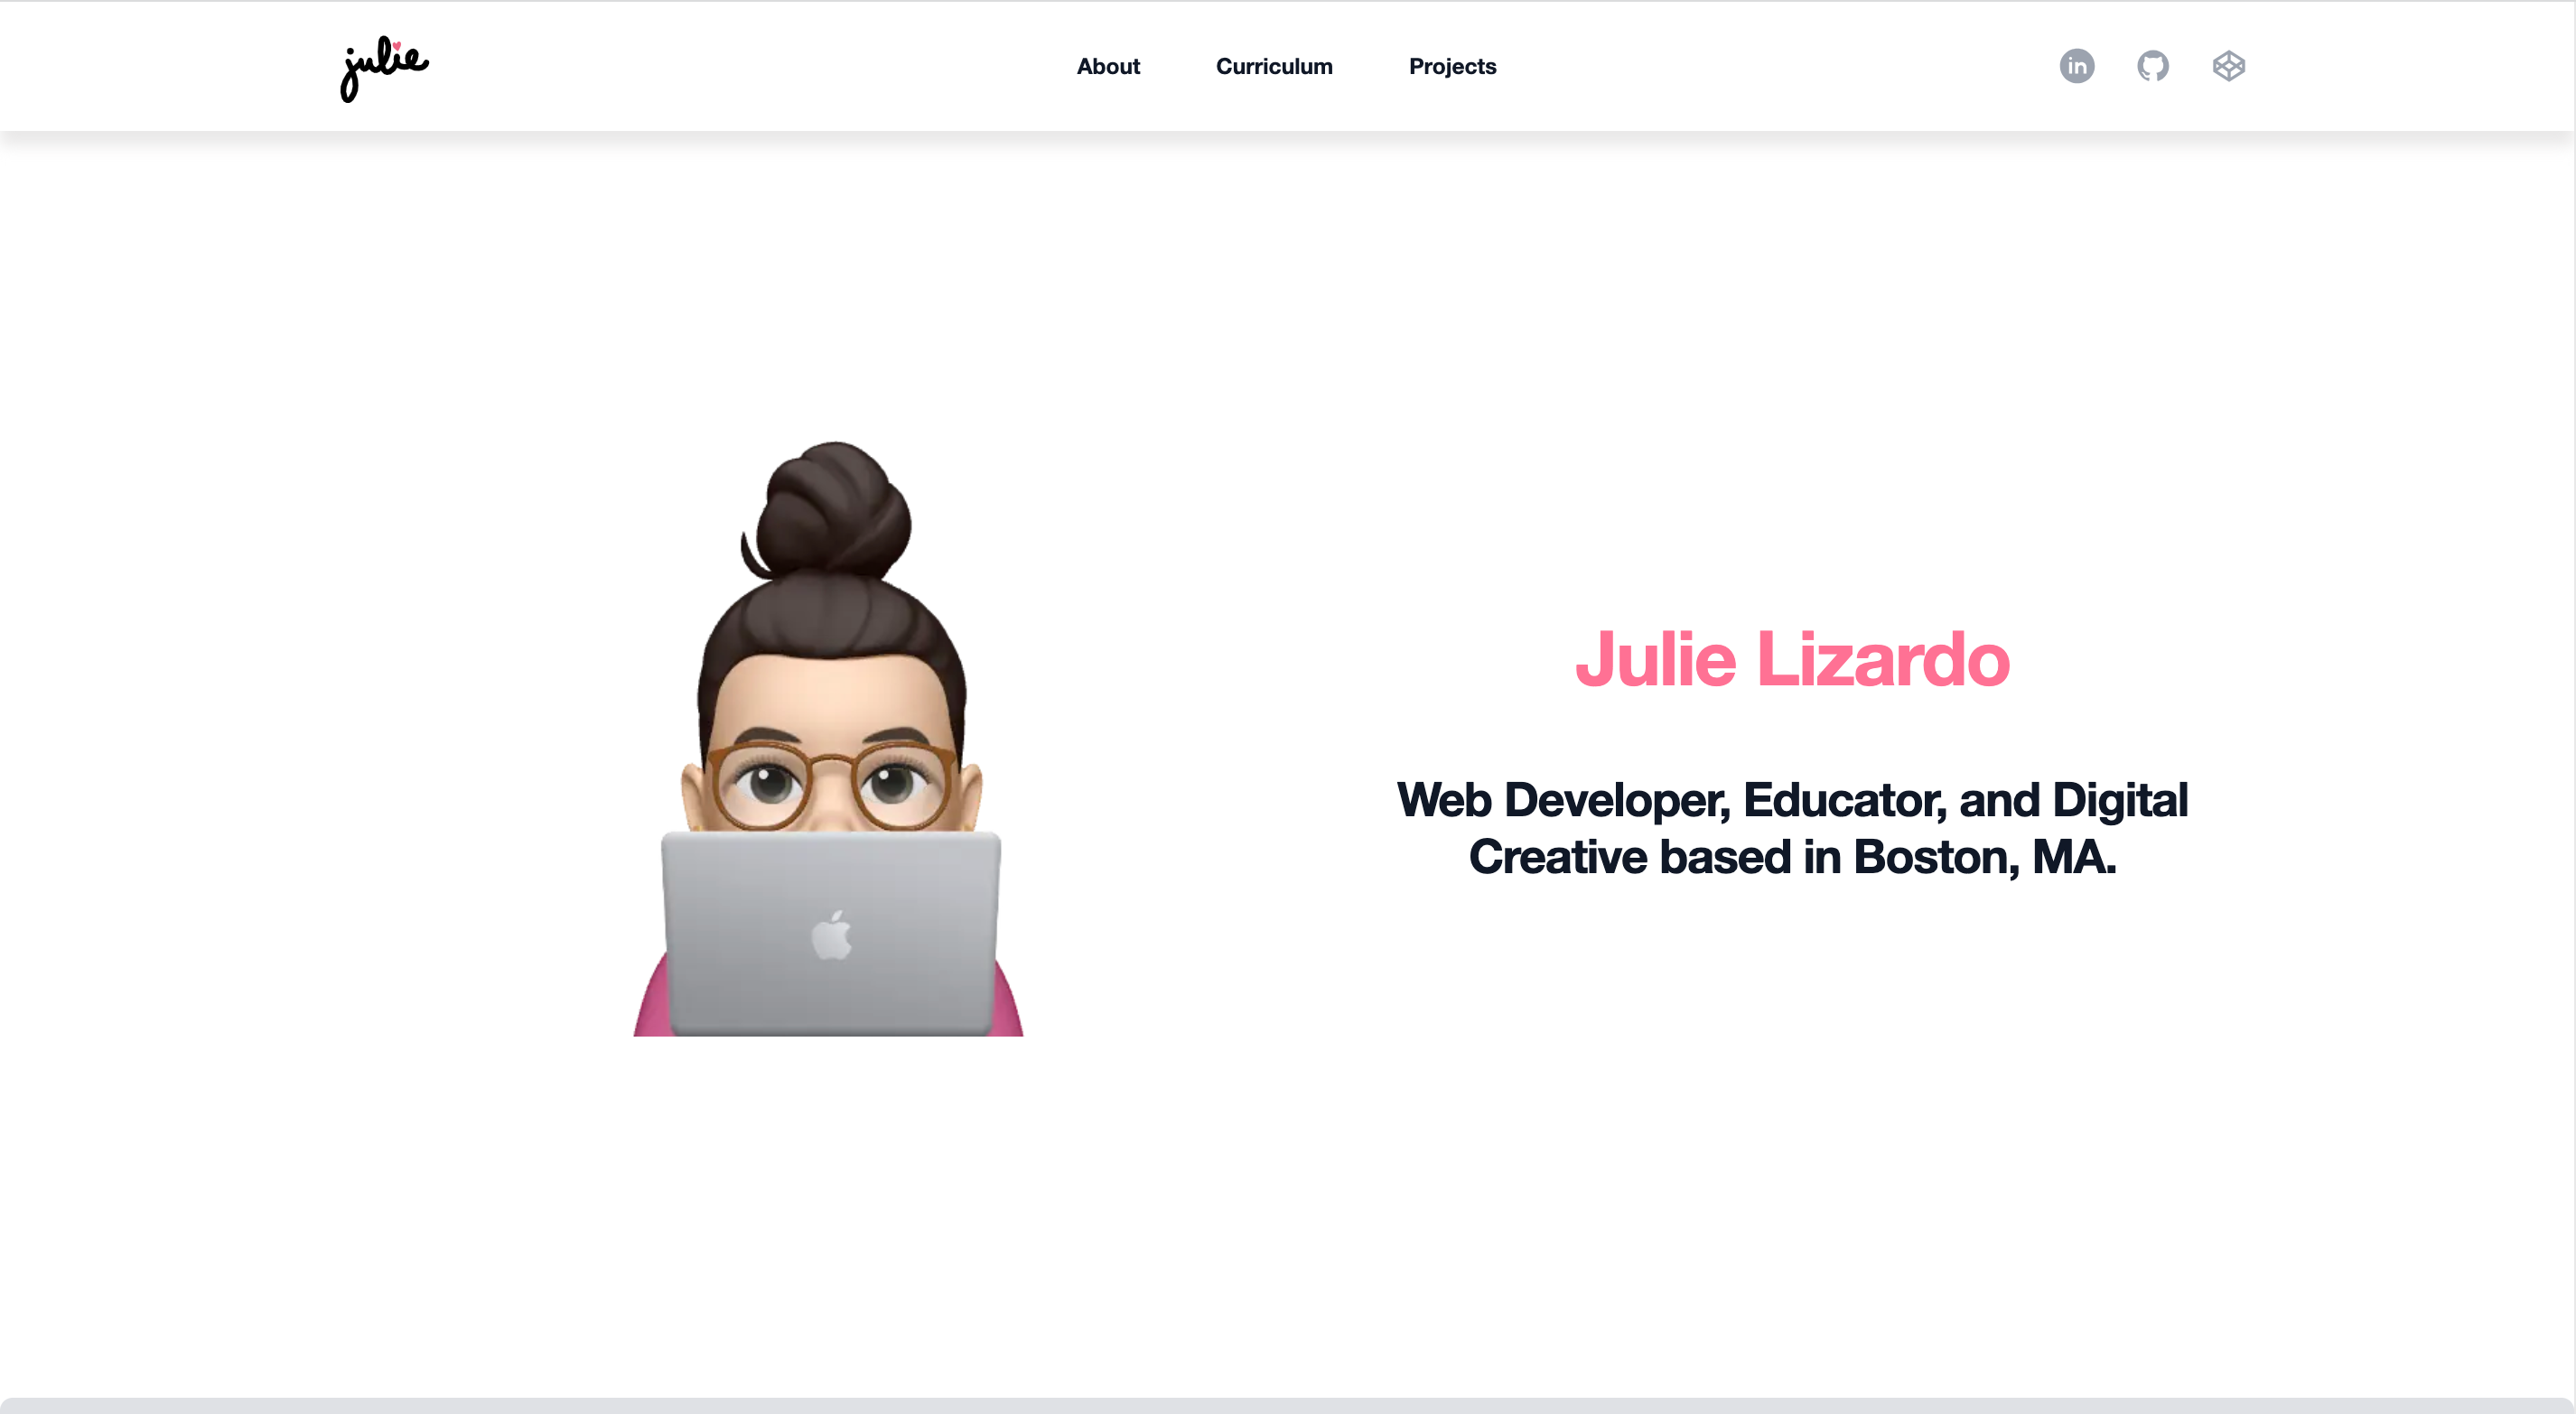 julie
About
Curriculum
Projects
in
Julie Lizardo
Web Developer, Educator, and Digital
Creative based in Boston, MA.